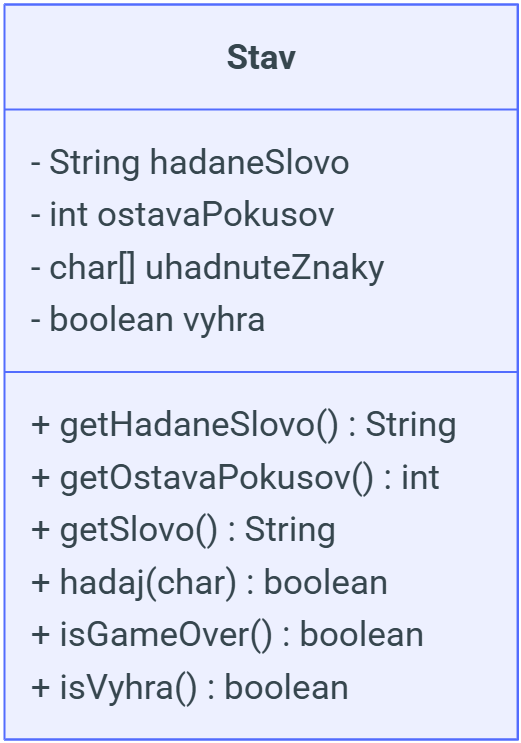 Stav
- String hadaneSlovo
- int ostavaPokusov
- char[] uhadnuteZnaky
- boolean vyhra
+ getHadaneSlovo() : String
+ getOstavaPokusov() : int
+ getSlovo() : String
+ hadaj(char) : boolean
+ isGameOver() : boolean
+ isVyhra() : boolean